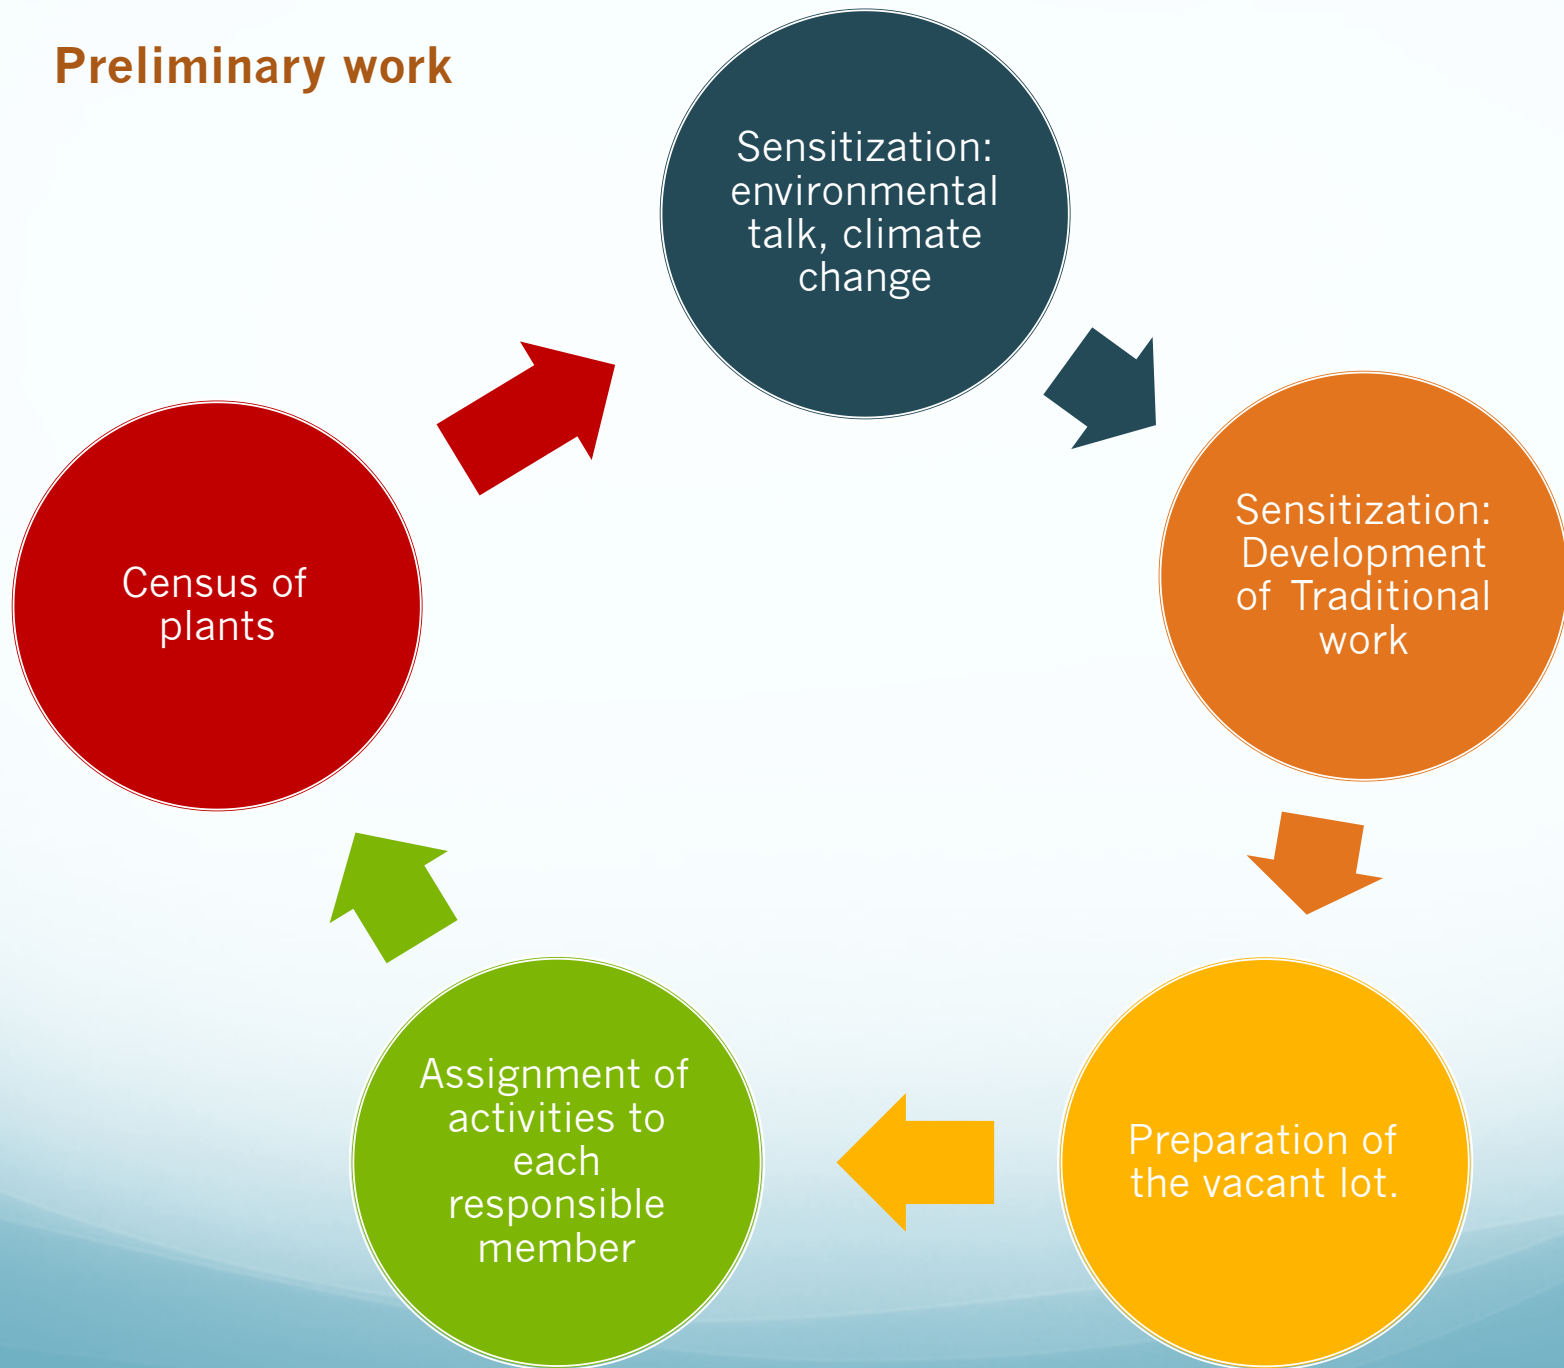 Preliminary work
Sensitization:
environmental
talk, climate
change
Sensitization:
Development
of Traditional
work
Preparation of
the vacant lot.
Assignment of
activities to
each
responsible
member
Census of
plants